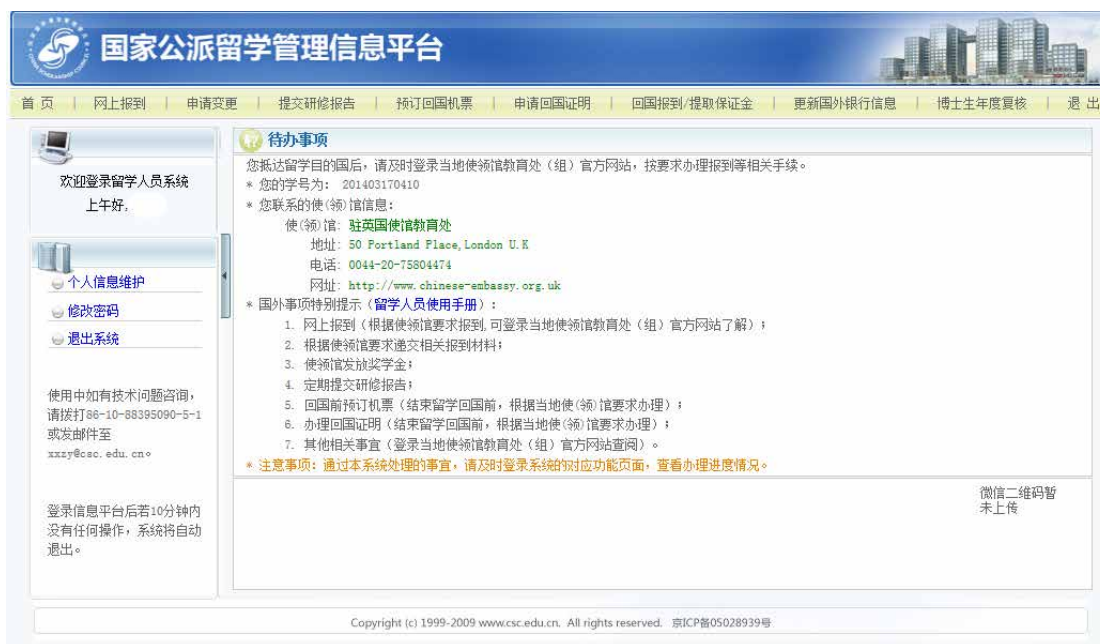 国家公派留学管理信息平台
首 页 | 网上报到 | 申请变更 | 提交研修报告 | 预订回国机票 | 申请回国证明 | 回国报到/提取保证金 | 更新国外银行信息 | 博士生年度复核 | 退 出
欢迎登录留学人员系统
上午好,
个人信息维护
修改密码
退出系统
使用中如有技术问题咨询，
请拨打86-10-88395090-5-1
或发邮件至
xxzy@csc.edu.cn。
登录信息平台后若10分钟内
没有任何操作，系统将自动
退出。
待办事项
您抵达留学目的国后，请及时登录当地使领馆教育处（组）官方网站，按要求办理报到等相关手续。
* 您的学号为: 201403170410
* 您联系的使(领)馆信息:
使(领)馆: 驻英国使馆教育处
地址: 50 Portland Place,London U.K
电话: 0044-20-75804474
网址: http://www.chinese-embassy.org.uk
* 国外事项特别提示（留学人员使用手册）:
1. 网上报到（根据使领馆要求报到,可登录当地使领馆教育处（组）官方网站了解）;
2. 根据使领馆要求递交相关报到材料;
3. 使领馆发放奖学金;
4. 定期提交研修报告;
5. 回国前预订机票（结束留学回国前，根据当地使(领)馆要求办理）;
6. 办理回国证明（结束留学回国前，根据当地使(领)馆要求办理）;
7. 其他相关事宜（登录当地使领馆教育处（组）官方网站查阅）。
* 注意事项: 通过本系统处理的事宜，请及时登录系统的对应功能页面，查看办理进度情况。
微信二维码暂
未上传
Copyright (c) 1999-2009 www.csc.edu.cn. All rights reserved. 京ICP备05028939号